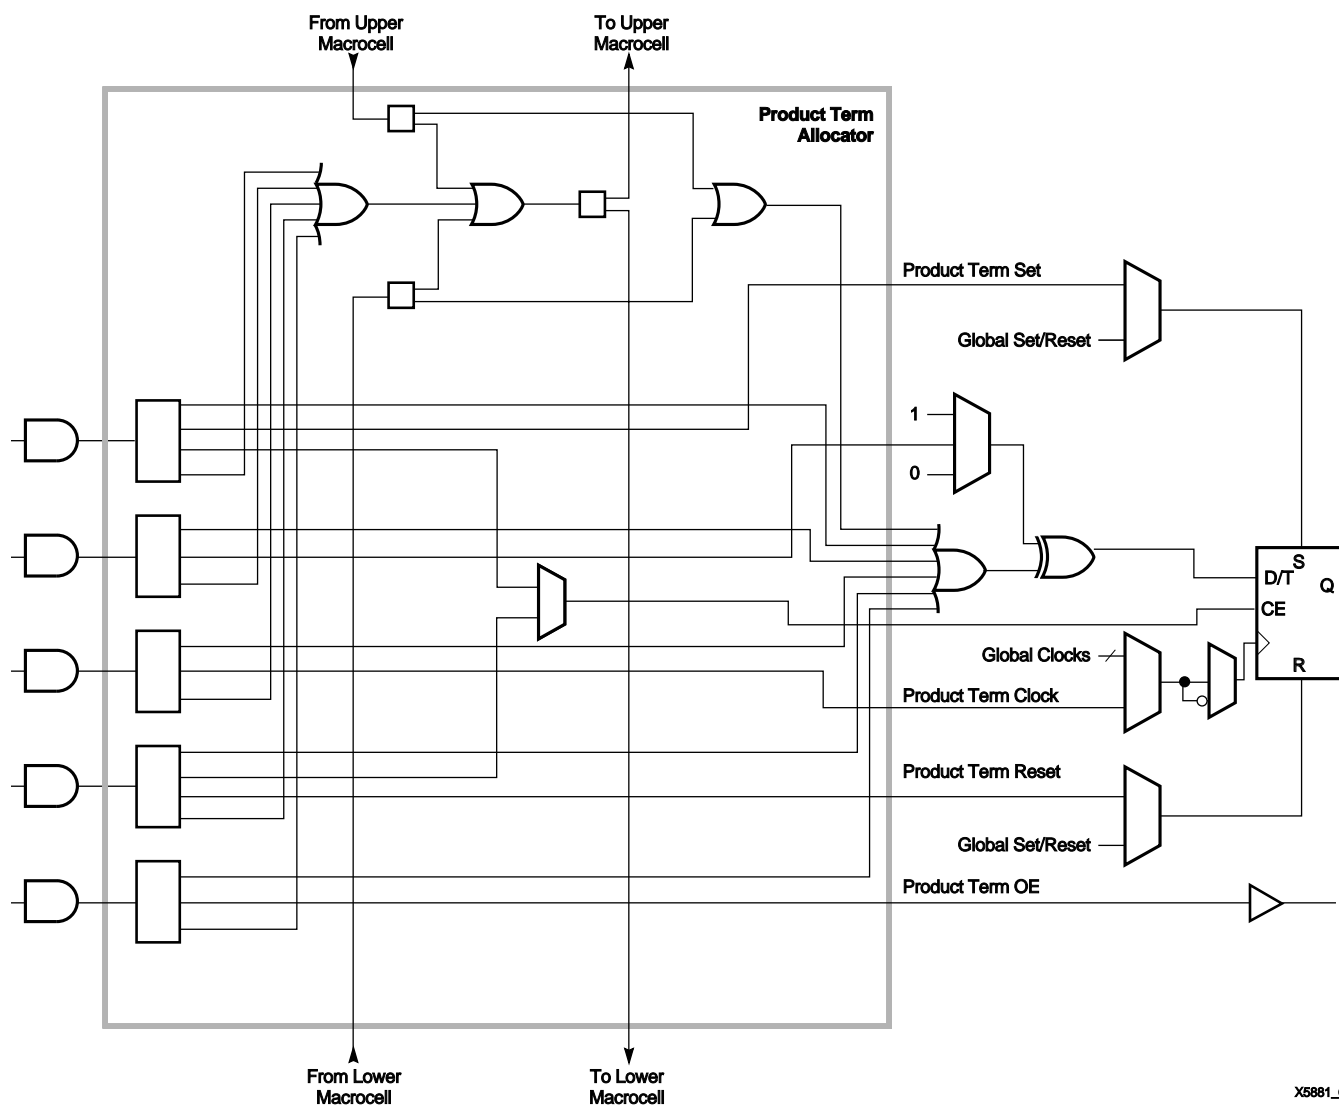 From Upper
Macrocell
To Upper
Macrocell
Product Term
Allocator
Product Term Set
Global Set/Reset
1
0
S
D/T
Q
CE
Global Clocks
R
Product Term Clock
Product Term Reset
Global Set/Reset
Product Term OE
From Lower
Macrocell
To Lower
Macrocell
X5881_